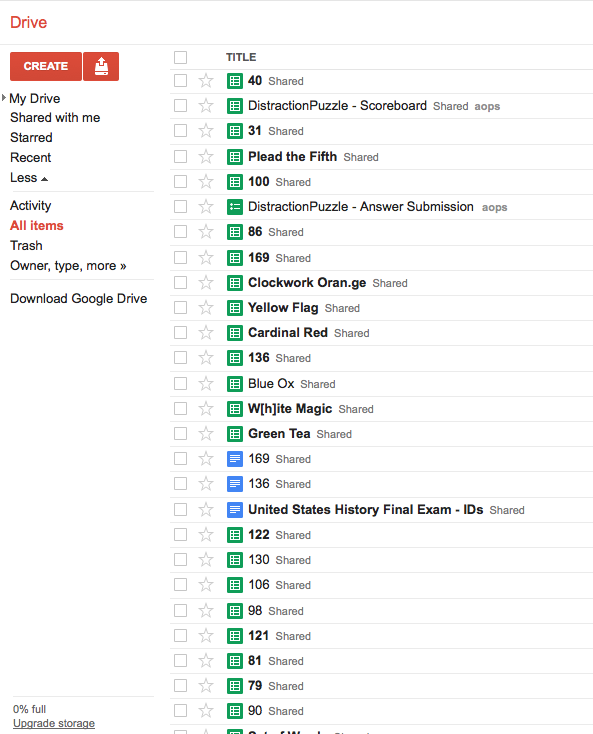 Drive
CREATE
My Drive
Shared with me
Starred
Recent
Less
Activity
All items
Trash
Owner, type, more »
Download Google Drive
0% full
Upgrade storage
TITLE
40 Shared
DistractionPuzzle - Scoreboard Shared aops
31 Shared
Plead the Fifth Shared
100 Shared
DistractionPuzzle - Answer Submission aops
86 Shared
169 Shared
Clockwork Oran.ge Shared
Yellow Flag Shared
Cardinal Red Shared
136 Shared
Blue Ox Shared
W[h]ite Magic Shared
Green Tea Shared
169 Shared
136 Shared
United States History Final Exam - IDs Shared
122 Shared
130 Shared
106 Shared
98 Shared
121 Shared
81 Shared
79 Shared
90 Shared